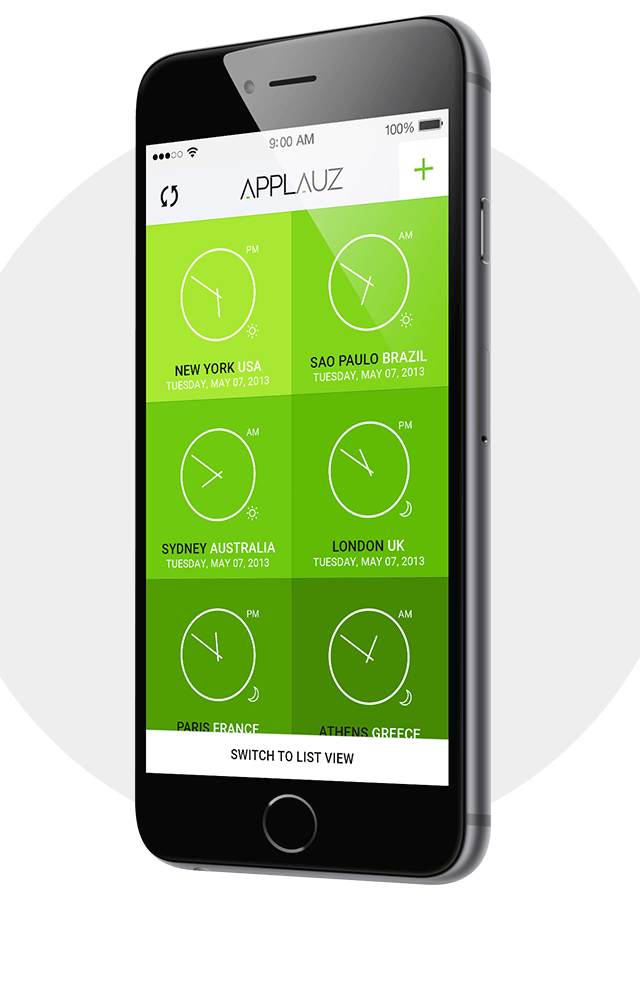 9:00 AM
100%
APPLAUZ
PM
AM
NEW YORK USA
TUESDAY, MAY 07, 2013
SAO PAULO BRAZIL
TUESDAY, MAY 07, 2013
AM
PM
SYDNEY AUSTRALIA
TUESDAY, MAY 07, 2013
LONDON UK
TUESDAY, MAY 07, 2013
PM
AM
PARIS FRANCE
ATHENS GREECE
SWITCH TO LIST VIEW